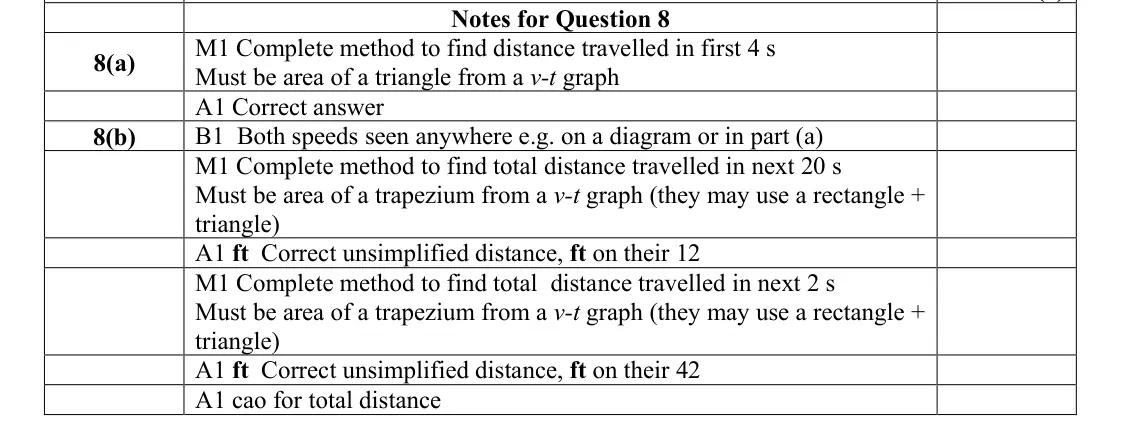 Notes for Question 8
8(a)
M1 Complete method to find distance travelled in first 4 s
Must be area of a triangle from a v-t graph
A1 Correct answer
8(b)
B1  Both speeds seen anywhere e.g. on a diagram or in part (a)
M1 Complete method to find total distance travelled in next 20 s
Must be area of a trapezium from a v-t graph (they may use a rectangle +
triangle)
A1 ft  Correct unsimplified distance, ft on their 12
M1 Complete method to find total  distance travelled in next 2 s
Must be area of a trapezium from a v-t graph (they may use a rectangle +
triangle)
A1 ft  Correct unsimplified distance, ft on their 42
A1 cao for total distance